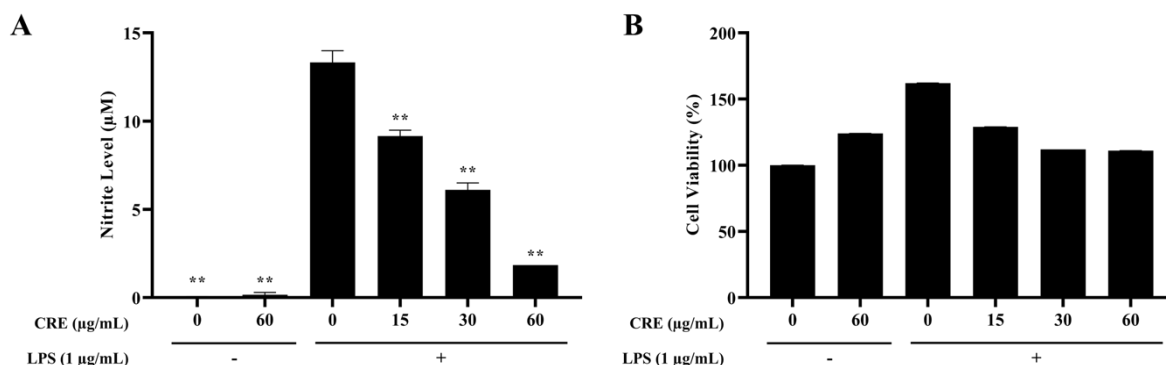 A
Nitrite Level (µM)
15
10
5
0
**
**
**
**
**
CRE (µg/mL) 0 60 0 15 30 60
LPS (1 µg/mL) - +
B
Cell Viability (%)
200
150
100
50
0
CRE (µg/mL) 0 60 0 15 30 60
LPS (1 µg/mL) - +